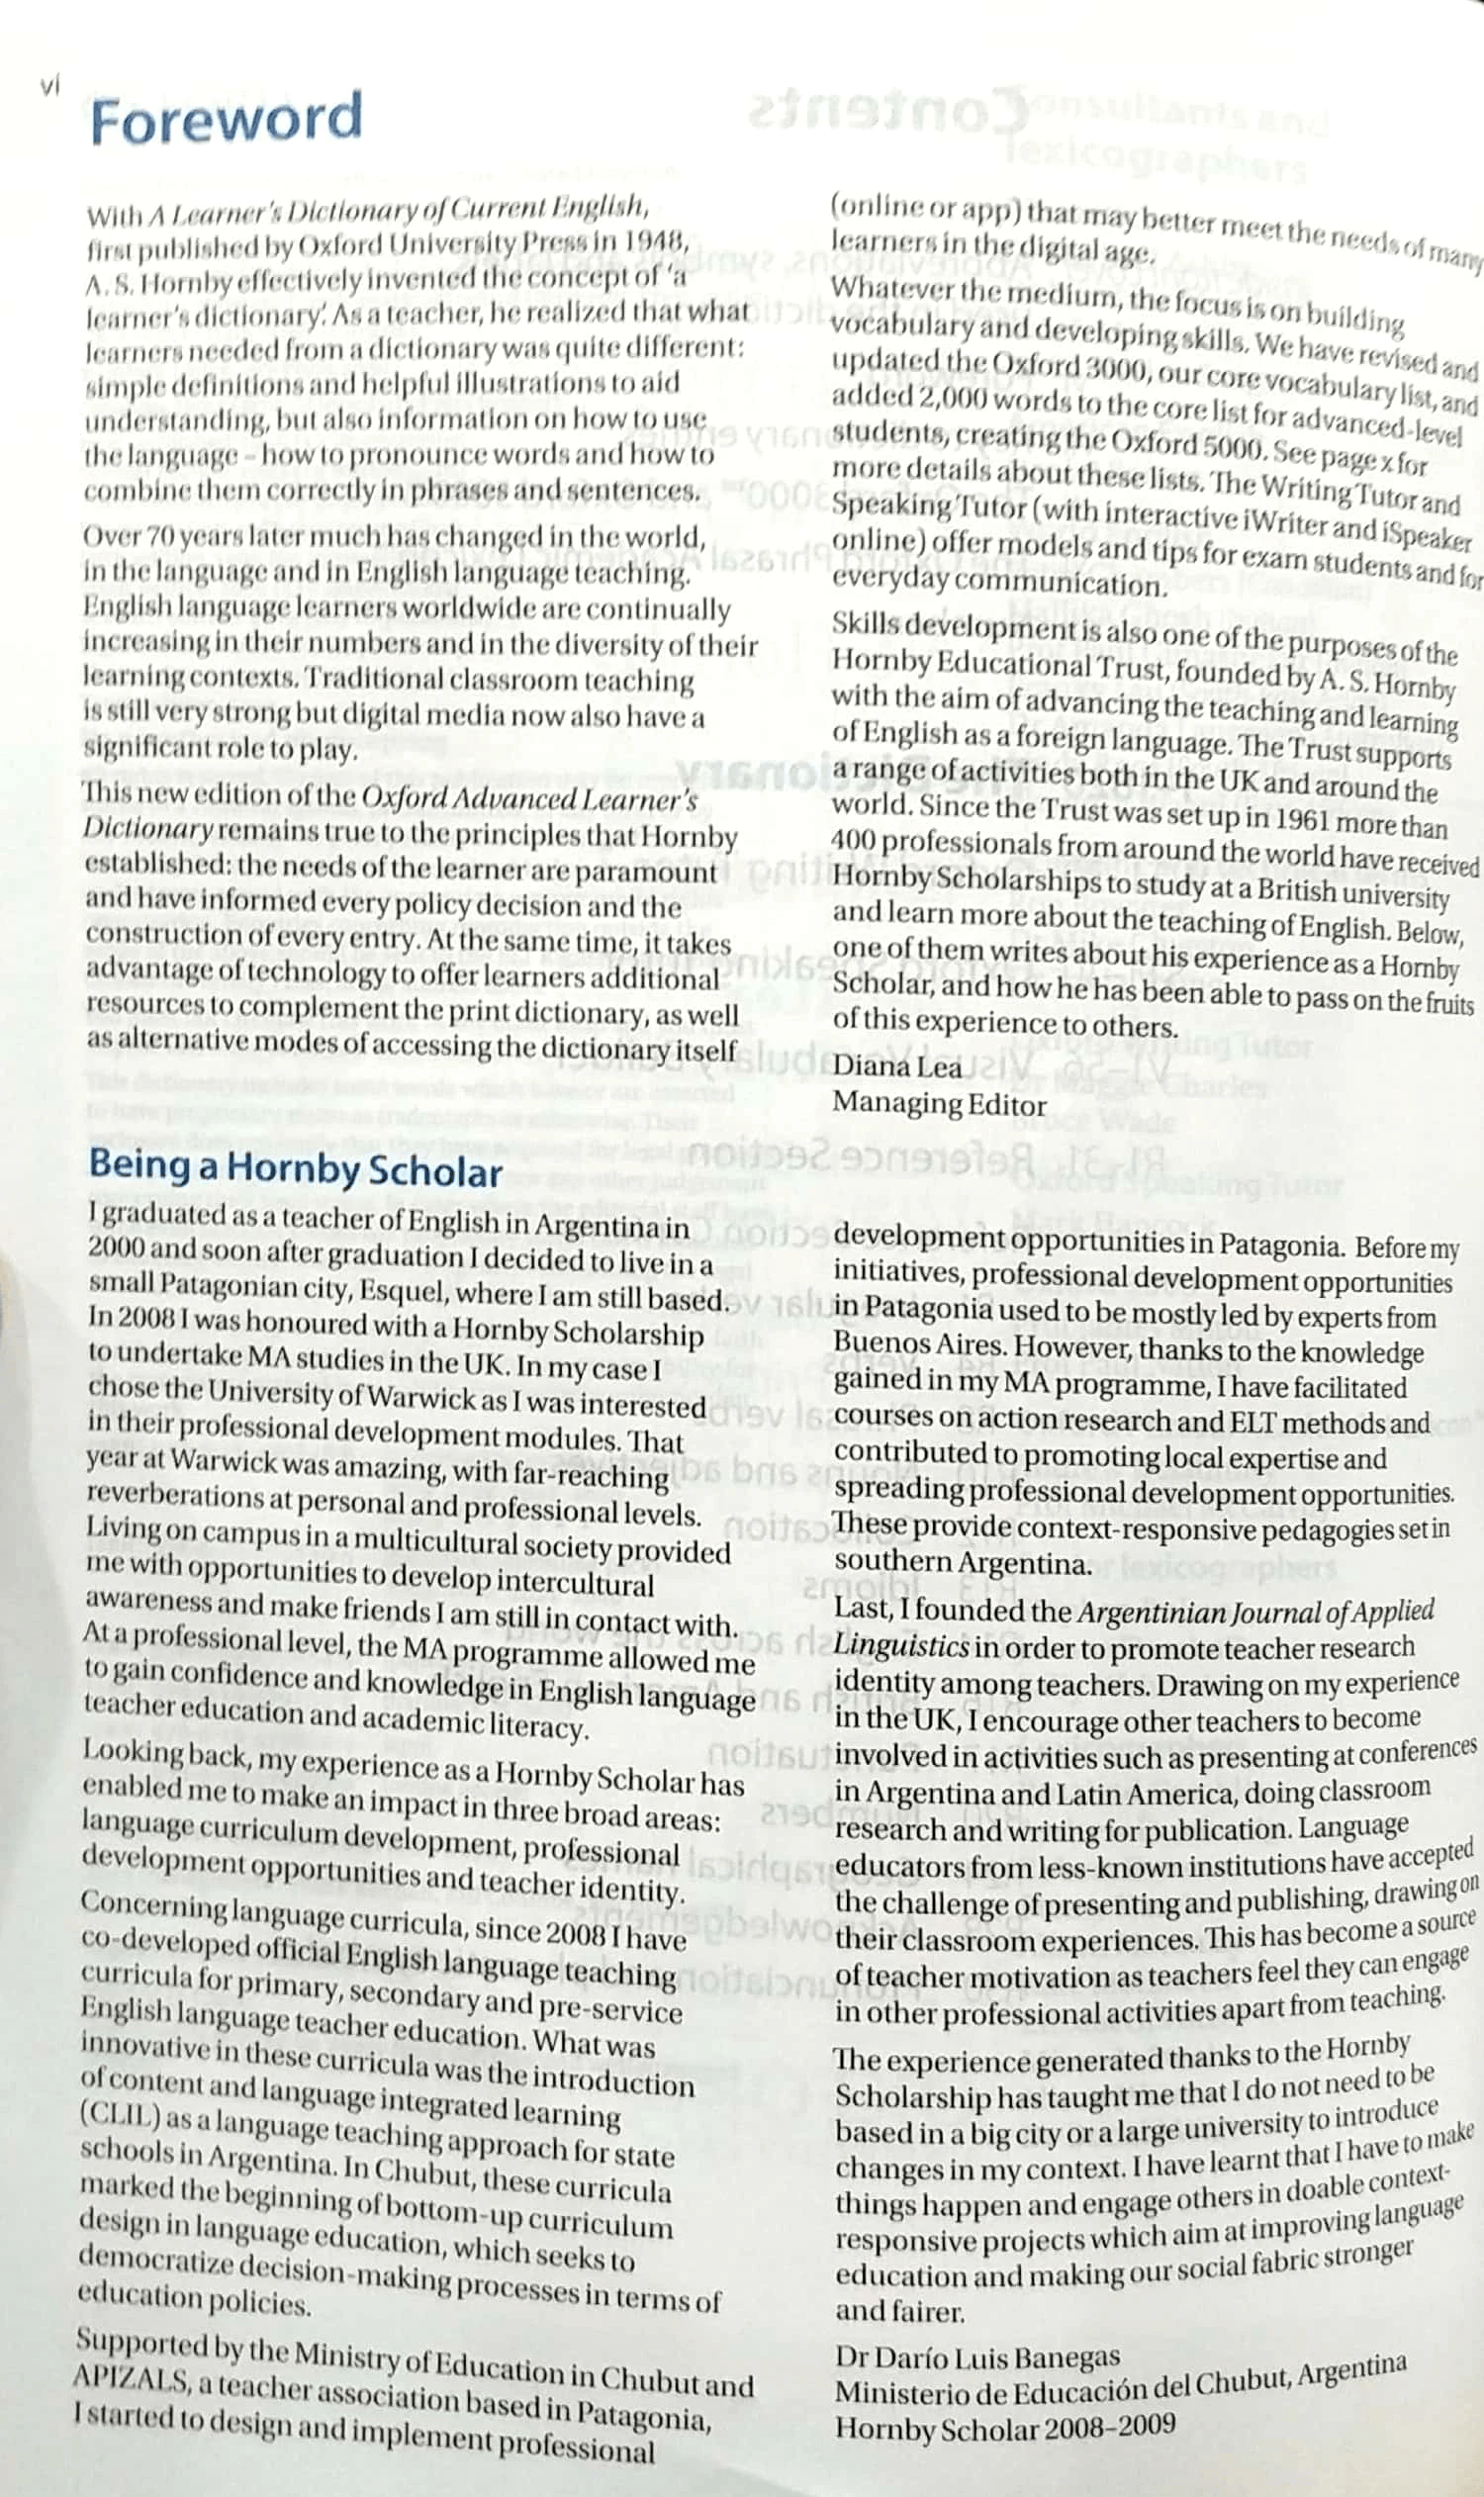 vi
Foreword
With A Learner's Dictionary of Current English,
first published by Oxford University Press in 1948,
A. S. Hornby effectively invented the concept of 'a
learner's dictionary'. As a teacher, he realized that what
learners needed from a dictionary was quite different:
simple definitions and helpful illustrations to aid
understanding, but also information on how to use
the language – how to pronounce words and how to
combine them correctly in phrases and sentences.
Over 70 years later much has changed in the world,
in the language and in English language teaching.
English language learners worldwide are continually
increasing in their numbers and in the diversity of their
learning contexts. Traditional classroom teaching
is still very strong but digital media now also have a
significant role to play.
This new edition of the Oxford Advanced Learner's
Dictionary remains true to the principles that Hornby
established: the needs of the learner are paramount
and have informed every policy decision and the
construction of every entry. At the same time, it takes
advantage of technology to offer learners additional
resources to complement the print dictionary, as well
as alternative modes of accessing the dictionary itself
(online or app) that may better meet the needs of many
learners in the digital age.
Whatever the medium, the focus is on building
vocabulary and developing skills. We have revised and
updated the Oxford 3000, our core vocabulary list, and
added 2,000 words to the core list for advanced-level
students, creating the Oxford 5000. See page x for
more details about these lists. The Writing Tutor and
Speaking Tutor (with interactive iWriter and iSpeaker
online) offer models and tips for exam students and for
everyday communication.
Skills development is also one of the purposes of the
Hornby Educational Trust, founded by A. S. Hornby
with the aim of advancing the teaching and learning
of English as a foreign language. The Trust supports
a range of activities both in the UK and around the
world. Since the Trust was set up in 1961 more than
400 professionals from around the world have received
Hornby Scholarships to study at a British university
and learn more about the teaching of English. Below,
one of them writes about his experience as a Hornby
Scholar, and how he has been able to pass on the fruits
of this experience to others.
Diana Lea
Managing Editor
Being a Hornby Scholar
I graduated as a teacher of English in Argentina in
2000 and soon after graduation I decided to live in a
small Patagonian city, Esquel, where I am still based.
In 2008 I was honoured with a Hornby Scholarship
to undertake MA studies in the UK. In my case I
chose the University of Warwick as I was interested
in their professional development modules. That
year at Warwick was amazing, with far-reaching
reverberations at personal and professional levels.
Living on campus in a multicultural society provided
me with opportunities to develop intercultural
awareness and make friends I am still in contact with.
At a professional level, the MA programme allowed me
to gain confidence and knowledge in English language
teacher education and academic literacy.
Looking back, my experience as a Hornby Scholar has
enabled me to make an impact in three broad areas:
language curriculum development, professional
development opportunities and teacher identity.
Concerning language curricula, since 2008 I have
co-developed official English language teaching
curricula for primary, secondary and pre-service
English language teacher education. What was
innovative in these curricula was the introduction
of content and language integrated learning
(CLIL) as a language teaching approach for state
schools in Argentina. In Chubut, these curricula
marked the beginning of bottom-up curriculum
design in language education, which seeks to
democratize decision-making processes in terms of
education policies.
Supported by the Ministry of Education in Chubut and
APIZALS, a teacher association based in Patagonia,
I started to design and implement professional
development opportunities in Patagonia. Before my
initiatives, professional development opportunities
in Patagonia used to be mostly led by experts from
Buenos Aires. However, thanks to the knowledge
gained in my MA programme, I have facilitated
courses on action research and ELT methods and
contributed to promoting local expertise and
spreading professional development opportunities.
These provide context-responsive pedagogies set in
southern Argentina.
Last, I founded the Argentinian Journal of Applied
Linguistics in order to promote teacher research
identity among teachers. Drawing on my experience
in the UK, I encourage other teachers to become
involved in activities such as presenting at conferences
in Argentina and Latin America, doing classroom
research and writing for publication. Language
educators from less-known institutions have accepted
the challenge of presenting and publishing, drawing on
their classroom experiences. This has become a source
of teacher motivation as teachers feel they can engage
in other professional activities apart from teaching.
The experience generated thanks to the Hornby
Scholarship has taught me that I do not need to be
based in a big city or a large university to introduce
changes in my context. I have learnt that I have to make
things happen and engage others in doable context-
responsive projects which aim at improving language
education and making our social fabric stronger
and fairer.
Dr Darío Luis Banegas
Ministerio de Educación del Chubut, Argentina
Hornby Scholar 2008–2009